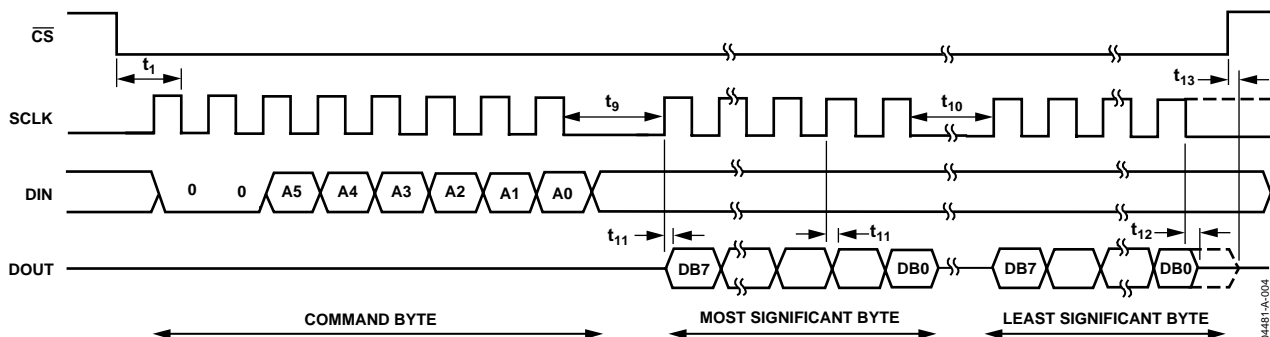 CS
t1
t13
SCLK
t9
t10
DIN
0 0 A5 A4 A3 A2 A1 A0
t11
t11
t12
DOUT
DB7 DB0 DB7 DB0
COMMAND BYTE
MOST SIGNIFICANT BYTE
LEAST SIGNIFICANT BYTE
04481-A-004